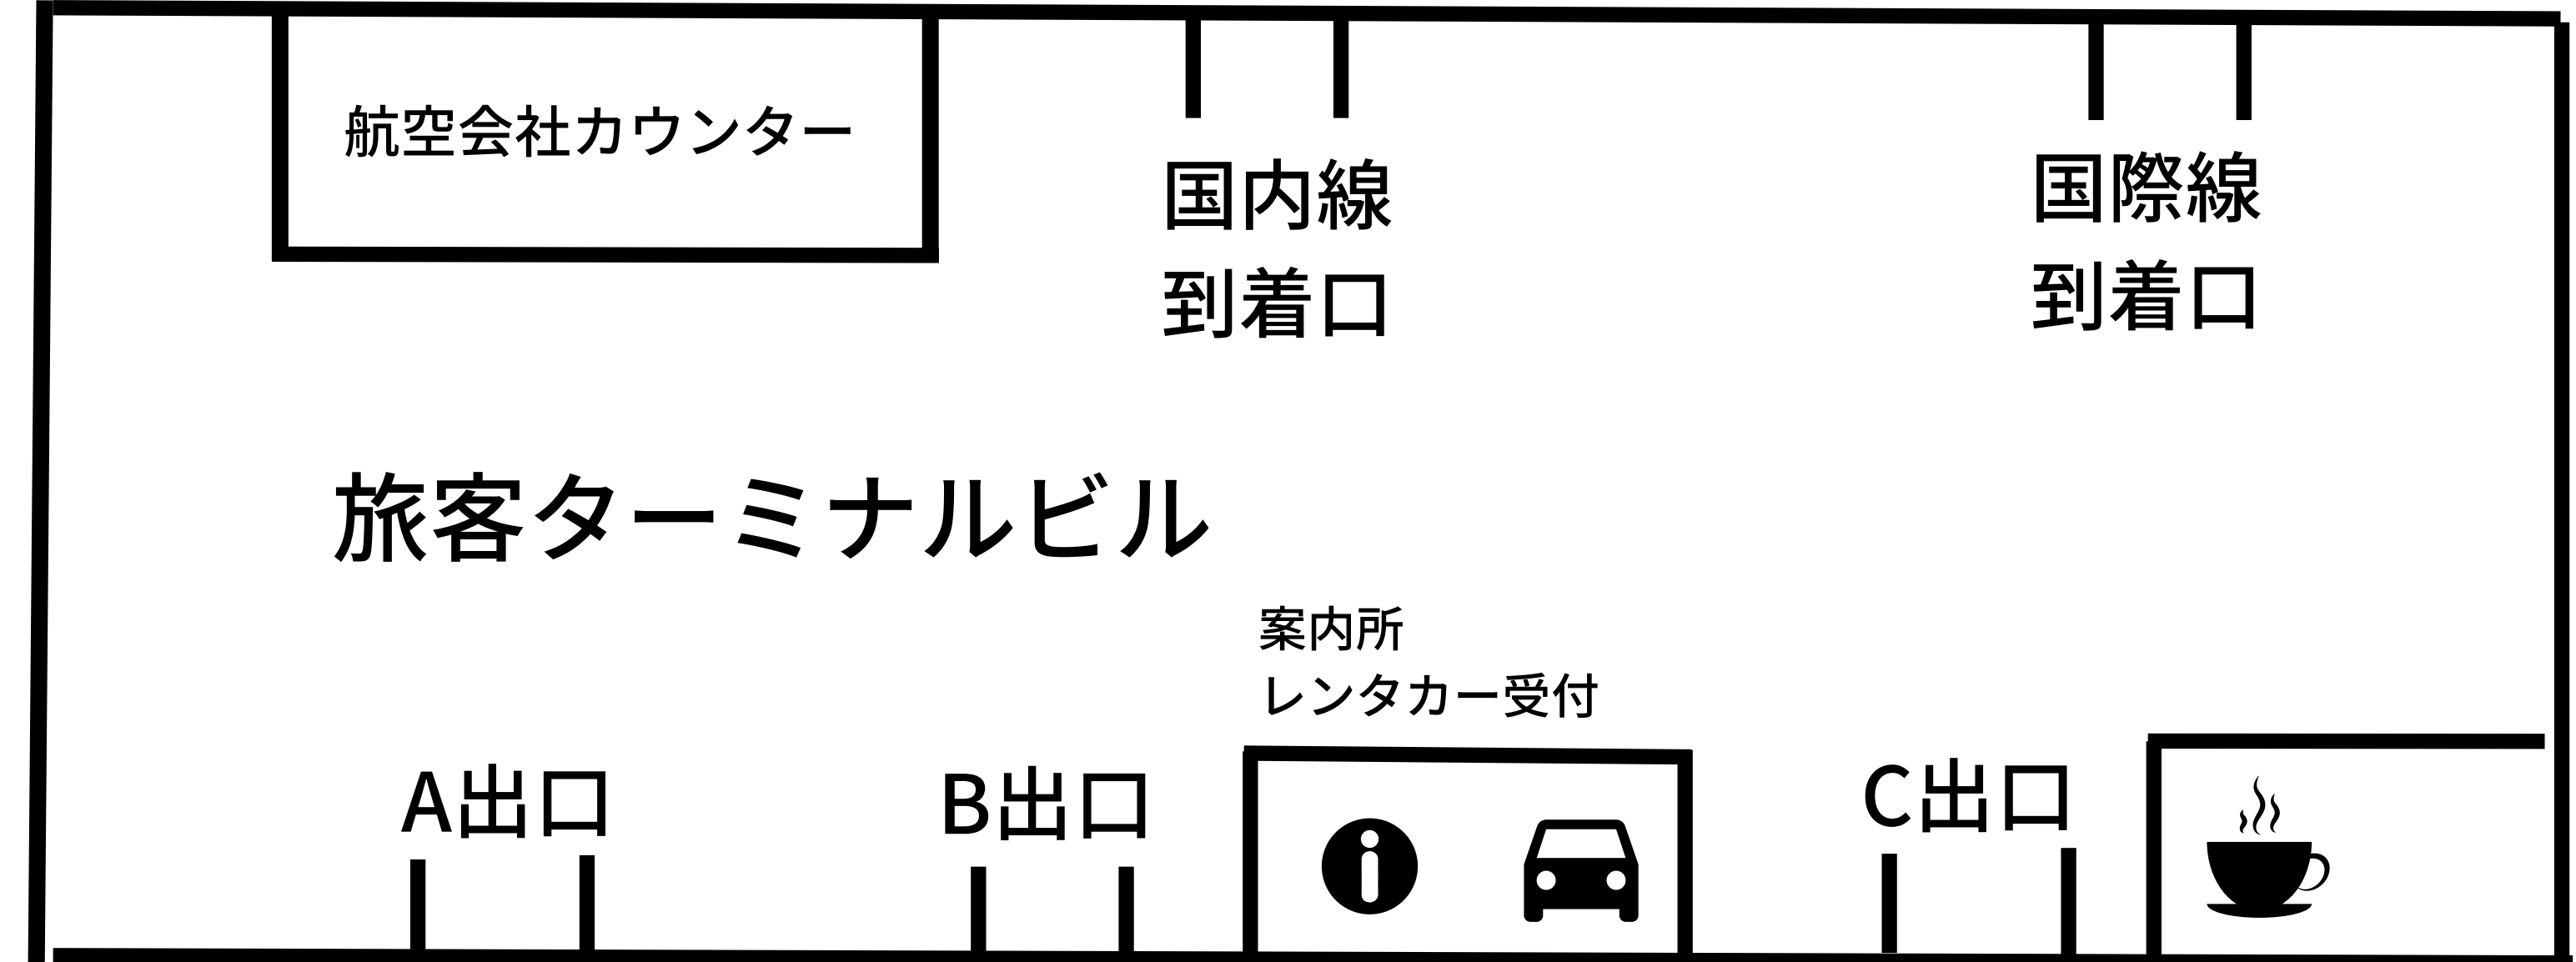 航空会社カウンター
国内線
到着口
国際線
到着口
旅客ターミナルビル
案内所
レンタカー受付
A出口
B出口
C出口